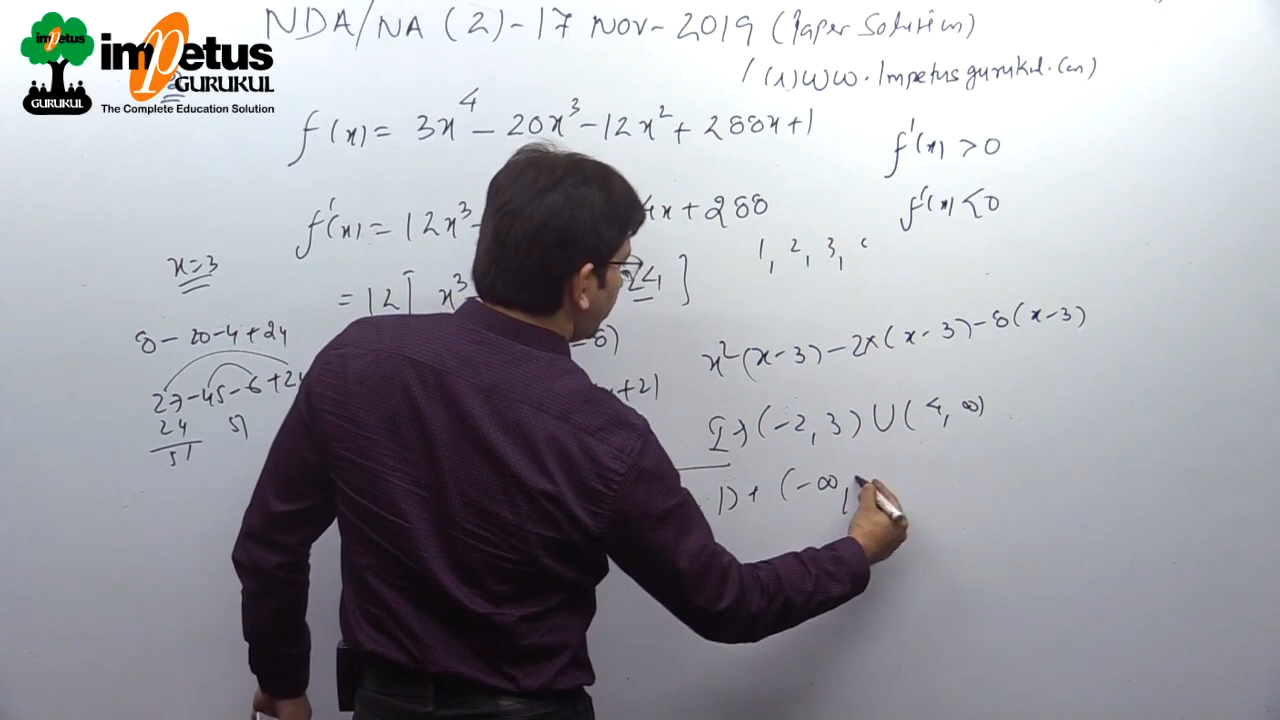 NDA/NA (2)-17 Nov-2019 (Paper Solution)
impetus
impetus
GURUKUL
GURUKUL
The Complete Education Solution
/ www.Impetusgurukul.com)
f(x) = 3x⁴ - 20x³ - 12x² + 288x + 1
f'(x) > 0
f'(x) < 0
f'(x) = 12x³ 4x + 288
1, 2, 3,
x = 3
= 12[ x³ 24 ]
8 - 20 - 4 + 24
-8)
x²(x-3) - 2x(x-3) - 8(x-3)
27 - 45 - 6 + 24
+2)
24 51
51
I → (-2, 3) ∪ (4, ∞)
D → (-∞,